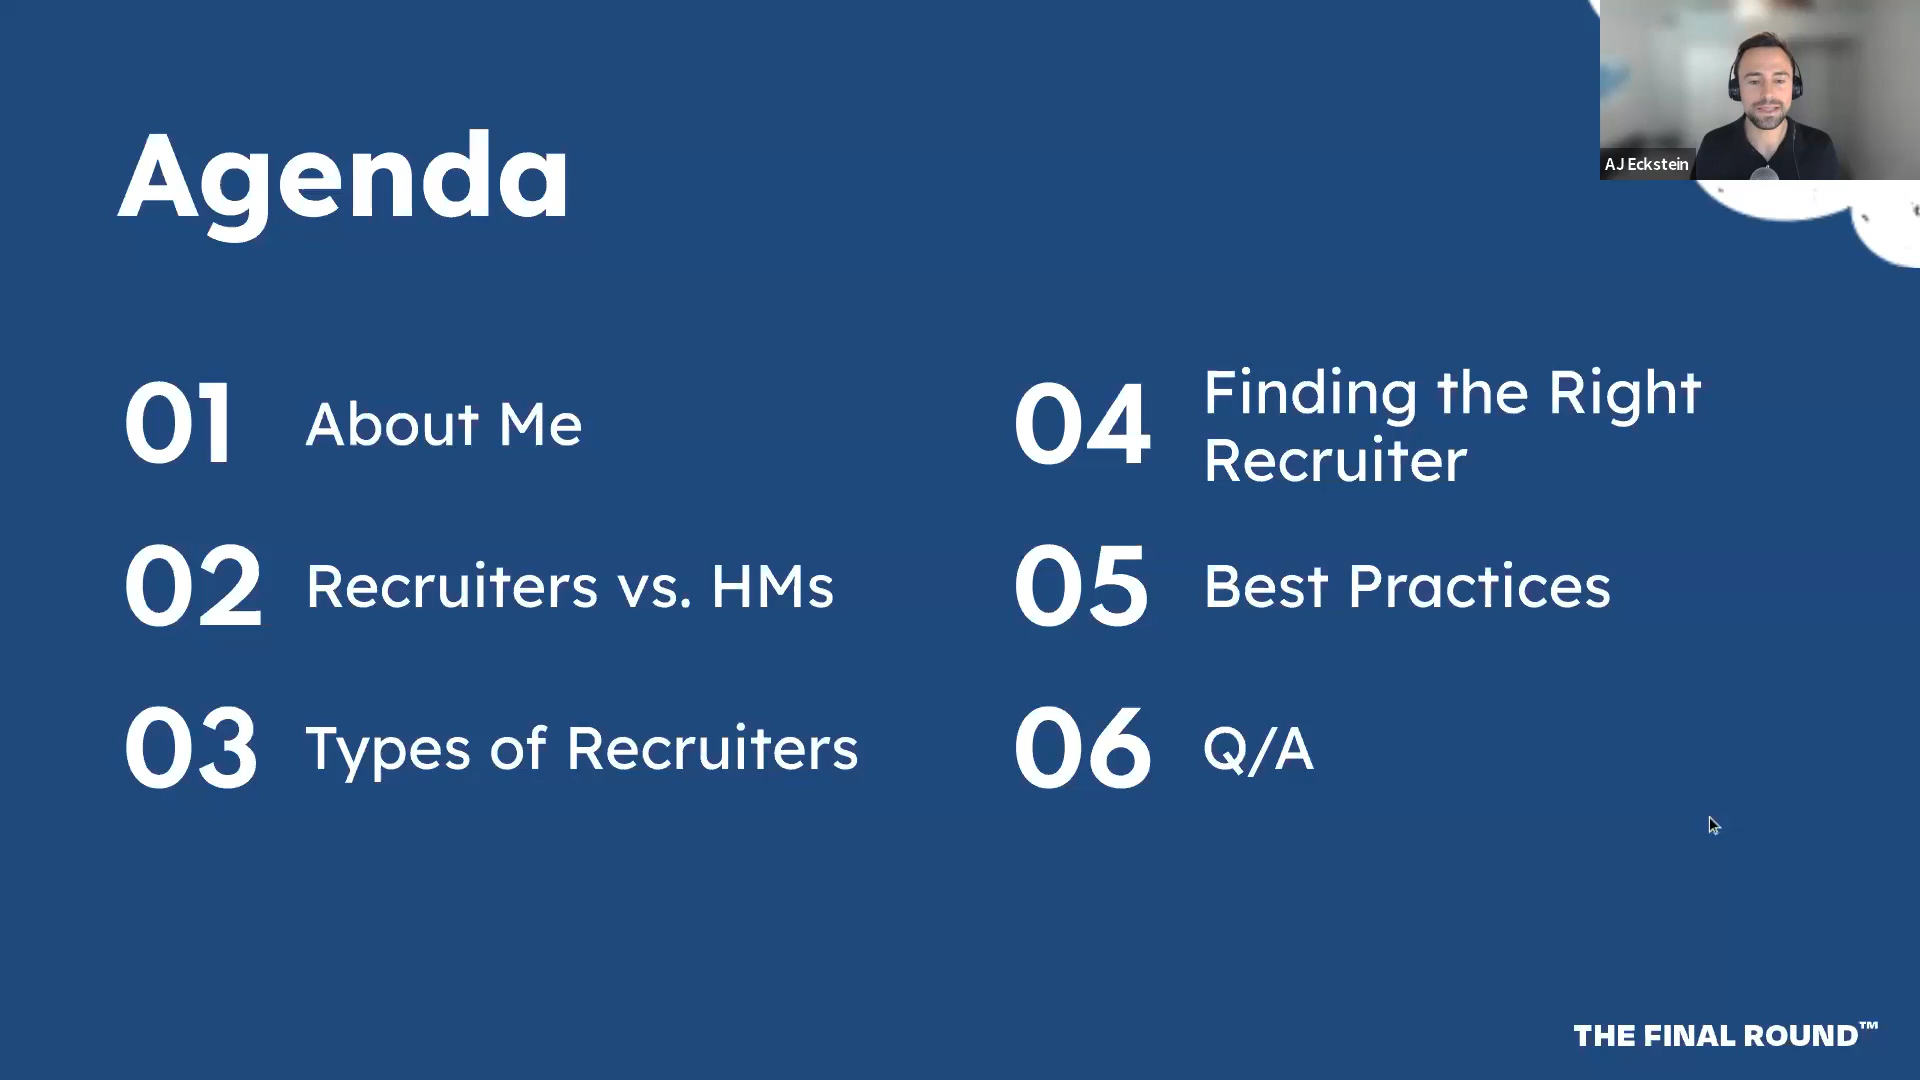 Agenda
01 About Me
02 Recruiters vs. HMs
03 Types of Recruiters
04 Finding the Right
Recruiter
05 Best Practices
06 Q/A
AJ Eckstein
THE FINAL ROUND™